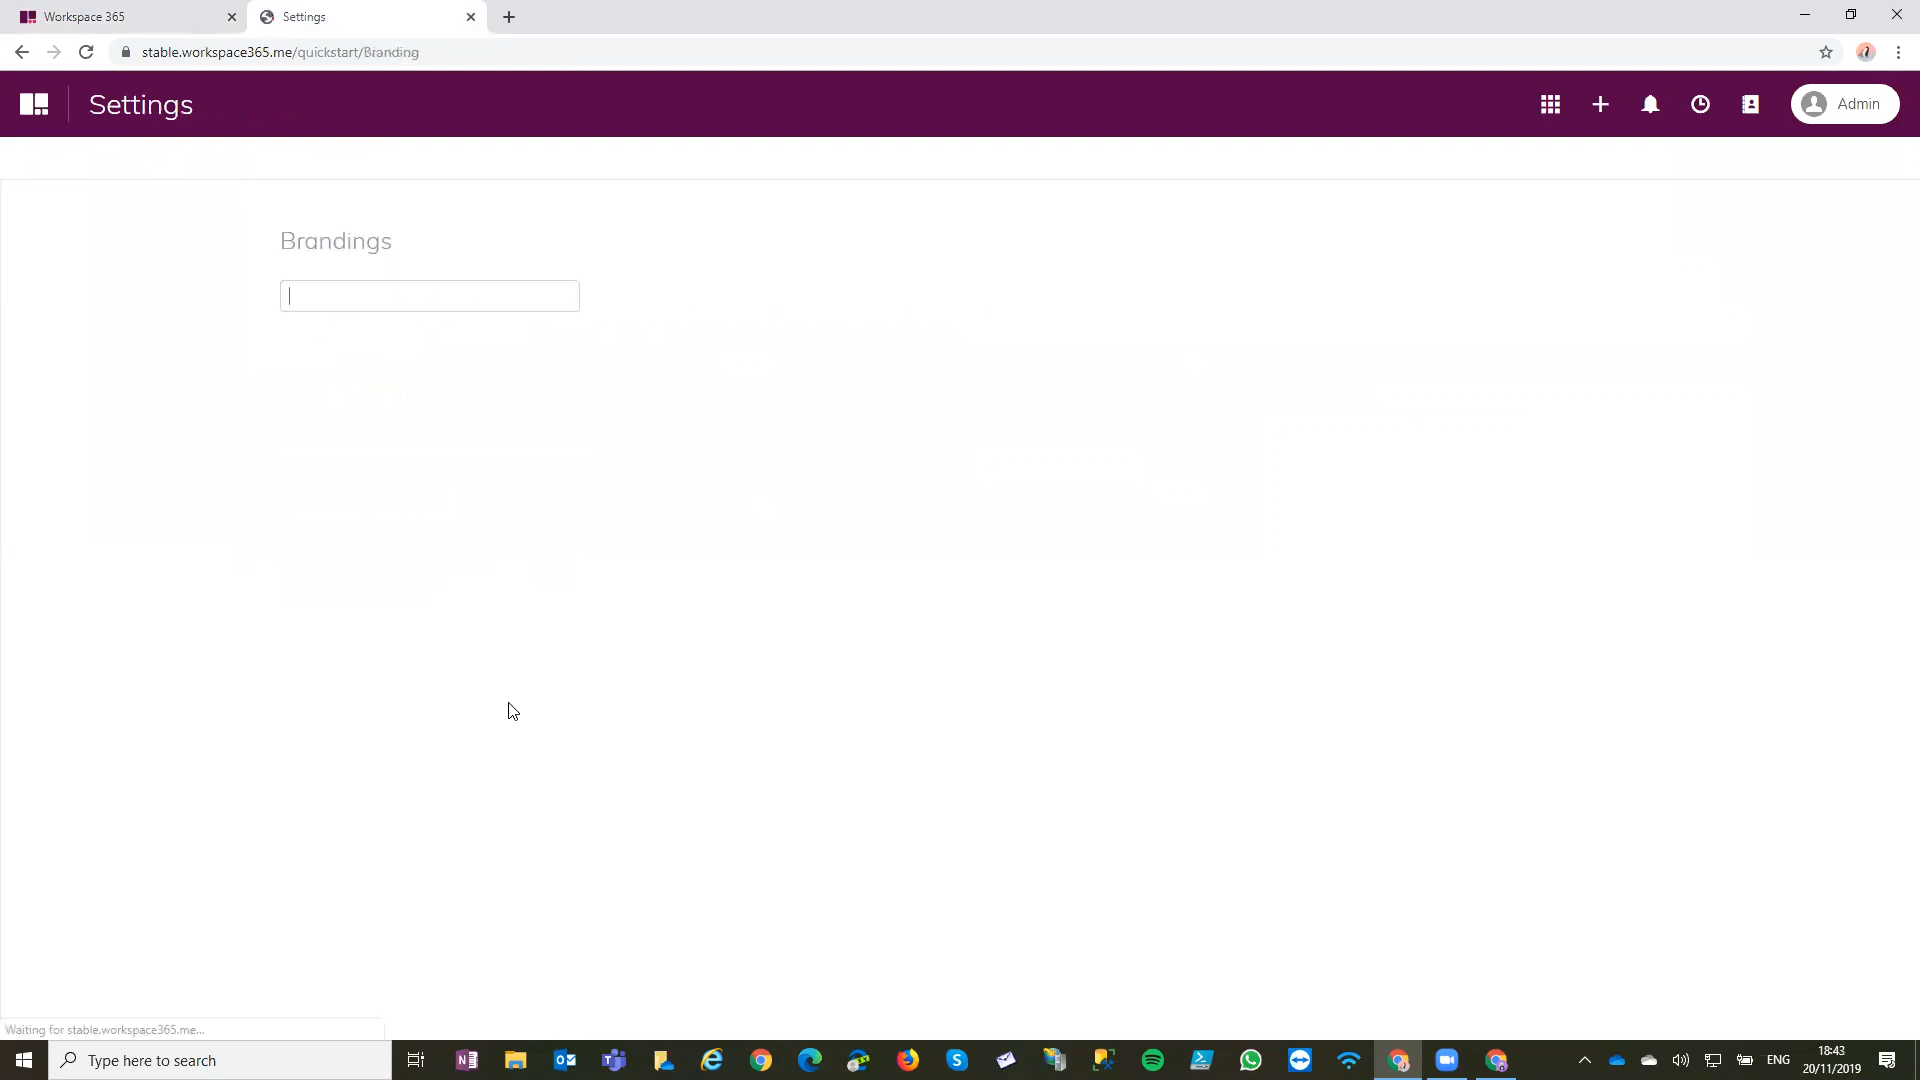 Workspace 365
Settings
stable.workspace365.me/quickstart/Branding
Settings
Admin
Brandings
Waiting for stable.workspace365.me...
Type here to search
ENG
18:43
20/11/2019